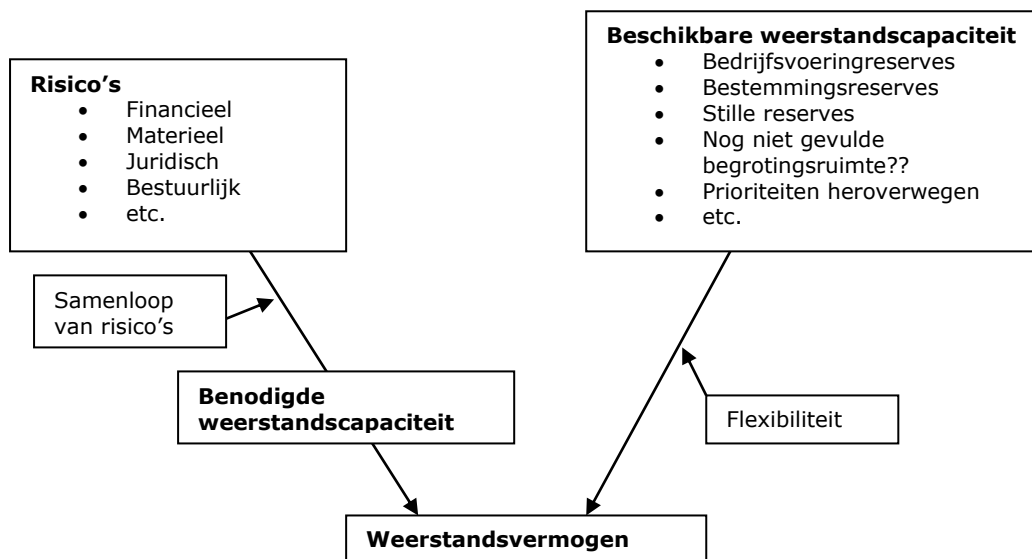 Risico’s
• Financieel
• Materieel
• Juridisch
• Bestuurlijk
• etc.
Beschikbare weerstandscapaciteit
• Bedrijfsvoeringreserves
• Bestemmingsreserves
• Stille reserves
• Nog niet gevulde
begrotingsruimte??
• Prioriteiten heroverwegen
• etc.
Samenloop
van risico’s
Benodigde
weerstandscapaciteit
Flexibiliteit
Weerstandsvermogen